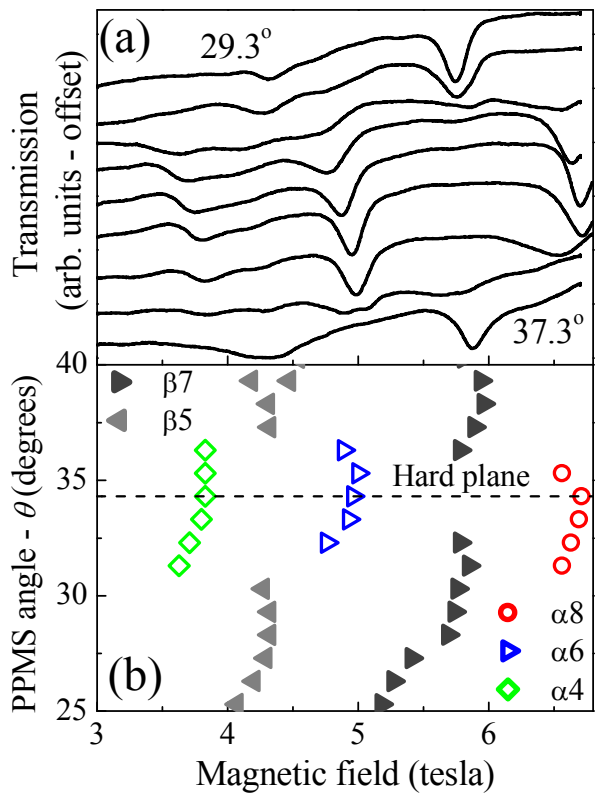 (a)
29.3°
37.3°
Transmission
(arb. units - offset)
40
35
30
25
PPMS angle - θ (degrees)
β7
β5
Hard plane
α8
α6
α4
(b)
3 4 5 6
Magnetic field (tesla)